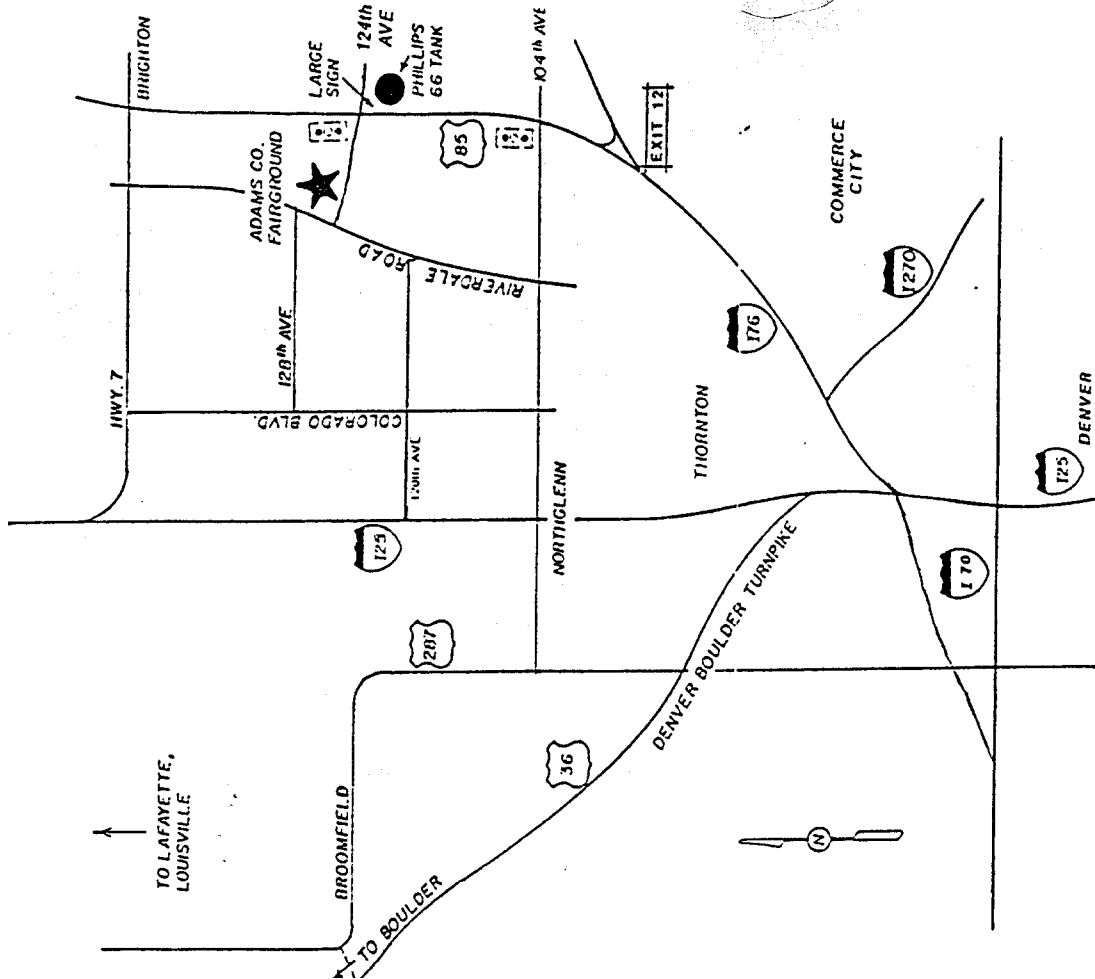 TO LAFAYETTE,
LOUISVILLE
BROOMFIELD
TO BOULDER
36
287
DENVER BOULDER TURNPIKE
N
HWY. 7
BRIGHTON
I25
128th AVE
COLORADO BLVD.
120th AVE
NORTHGLENN
104th AVE
ADAMS CO.
FAIRGROUND
RIVERDALE
ROAD
LARGE
SIGN
124th
AVE
PHILLIPS
66 TANK
85
EXIT 12
THORNTON
I76
COMMERCE
CITY
I270
I70
I25
DENVER